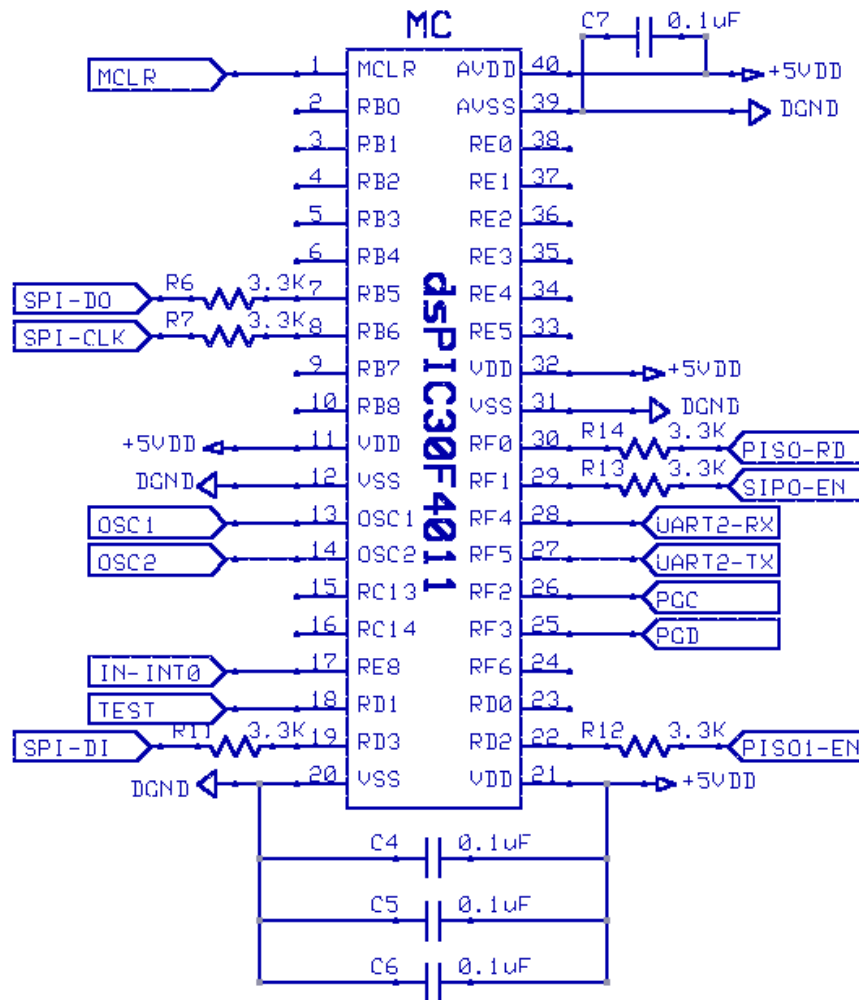 MC
C7 0.1uF
MCLR 1 MCLR AVDD 40 +5VDD
2 RB0 AVSS 39 DGND
3 RB1 RE0 38
4 RB2 RE1 37
5 RB3 RE2 36
6 RB4 RE3 35
SPI-DO R6 3.3K 7 RB5 RE4 34
SPI-CLK R7 3.3K 8 RB6 RE5 33
9 RB7 VDD 32 +5VDD
10 RB8 VSS 31 DGND
+5VDD 11 VDD RF0 30 R14 3.3K PISO-RD
DGND 12 VSS RF1 29 R13 3.3K SIPO-EN
OSC1 13 OSC1 RF4 28 UART2-RX
OSC2 14 OSC2 RF5 27 UART2-TX
15 RC13 RF2 26 PGC
16 RC14 RF3 25 PGD
IN-INT0 17 RE8 RF6 24
TEST 18 RD1 RD0 23
SPI-DI R11 3.3K 19 RD3 RD2 22 R12 3.3K PISO1-EN
DGND 20 VSS VDD 21 +5VDD
dsPIC30F4011
C4 0.1uF
C5 0.1uF
C6 0.1uF